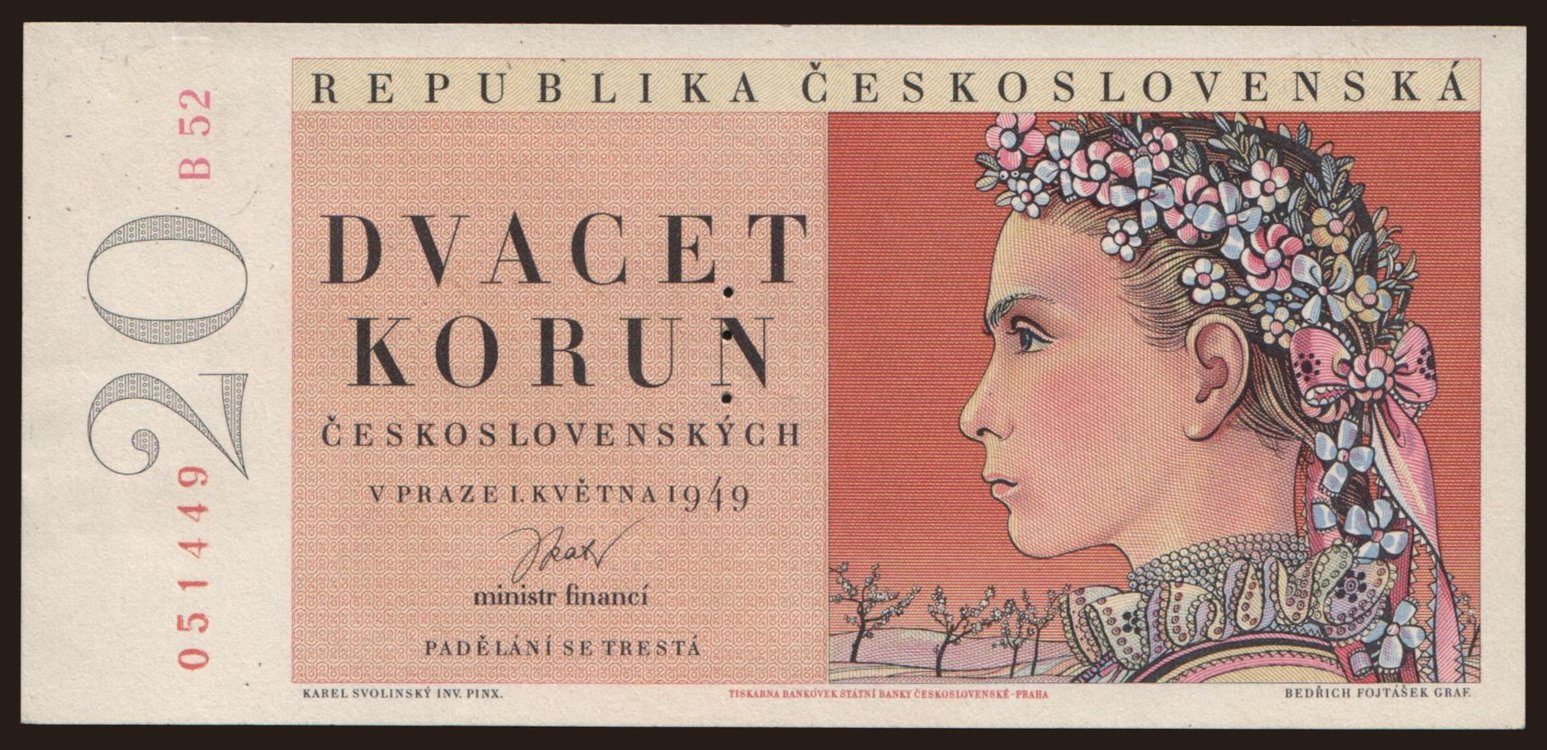 REPUBLIKA ČESKOSLOVENSKÁ
B 52
20
051449
DVACET
KORUN
ČESKOSLOVENSKÝCH
V PRAZE 1. KVĚTNA 1949
ministr financí
PADĚLÁNÍ SE TRESTÁ
KAREL SVOLINSKÝ INV. PINX.
TISKÁRNA BANKOVEK STÁTNÍ BANKY ČESKOSLOVENSKÉ-PRAHA
BEDŘICH FOJTÁŠEK GRAF.